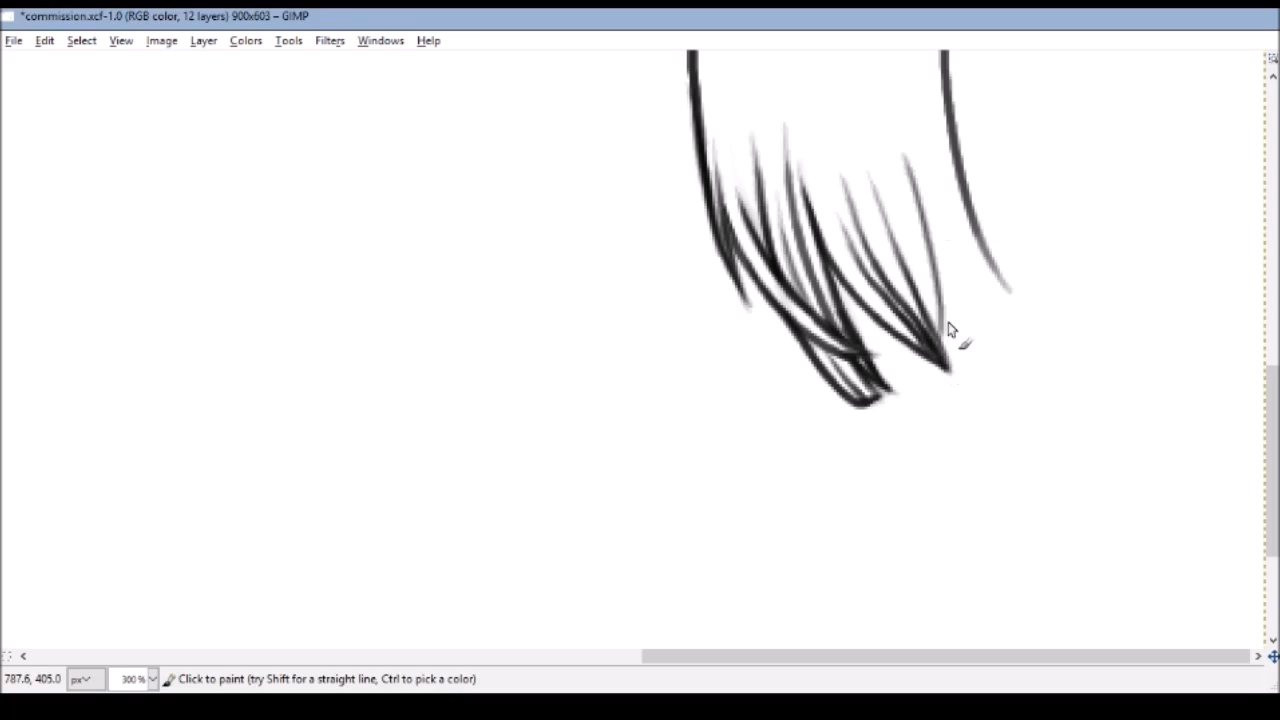 *commission.xcf-1.0 (RGB color, 12 layers) 900x603 – GIMP
File Edit Select View Image Layer Colors Tools Filters Windows Help
787.6, 405.0 px 300 % Click to paint (try Shift for a straight line, Ctrl to pick a color)